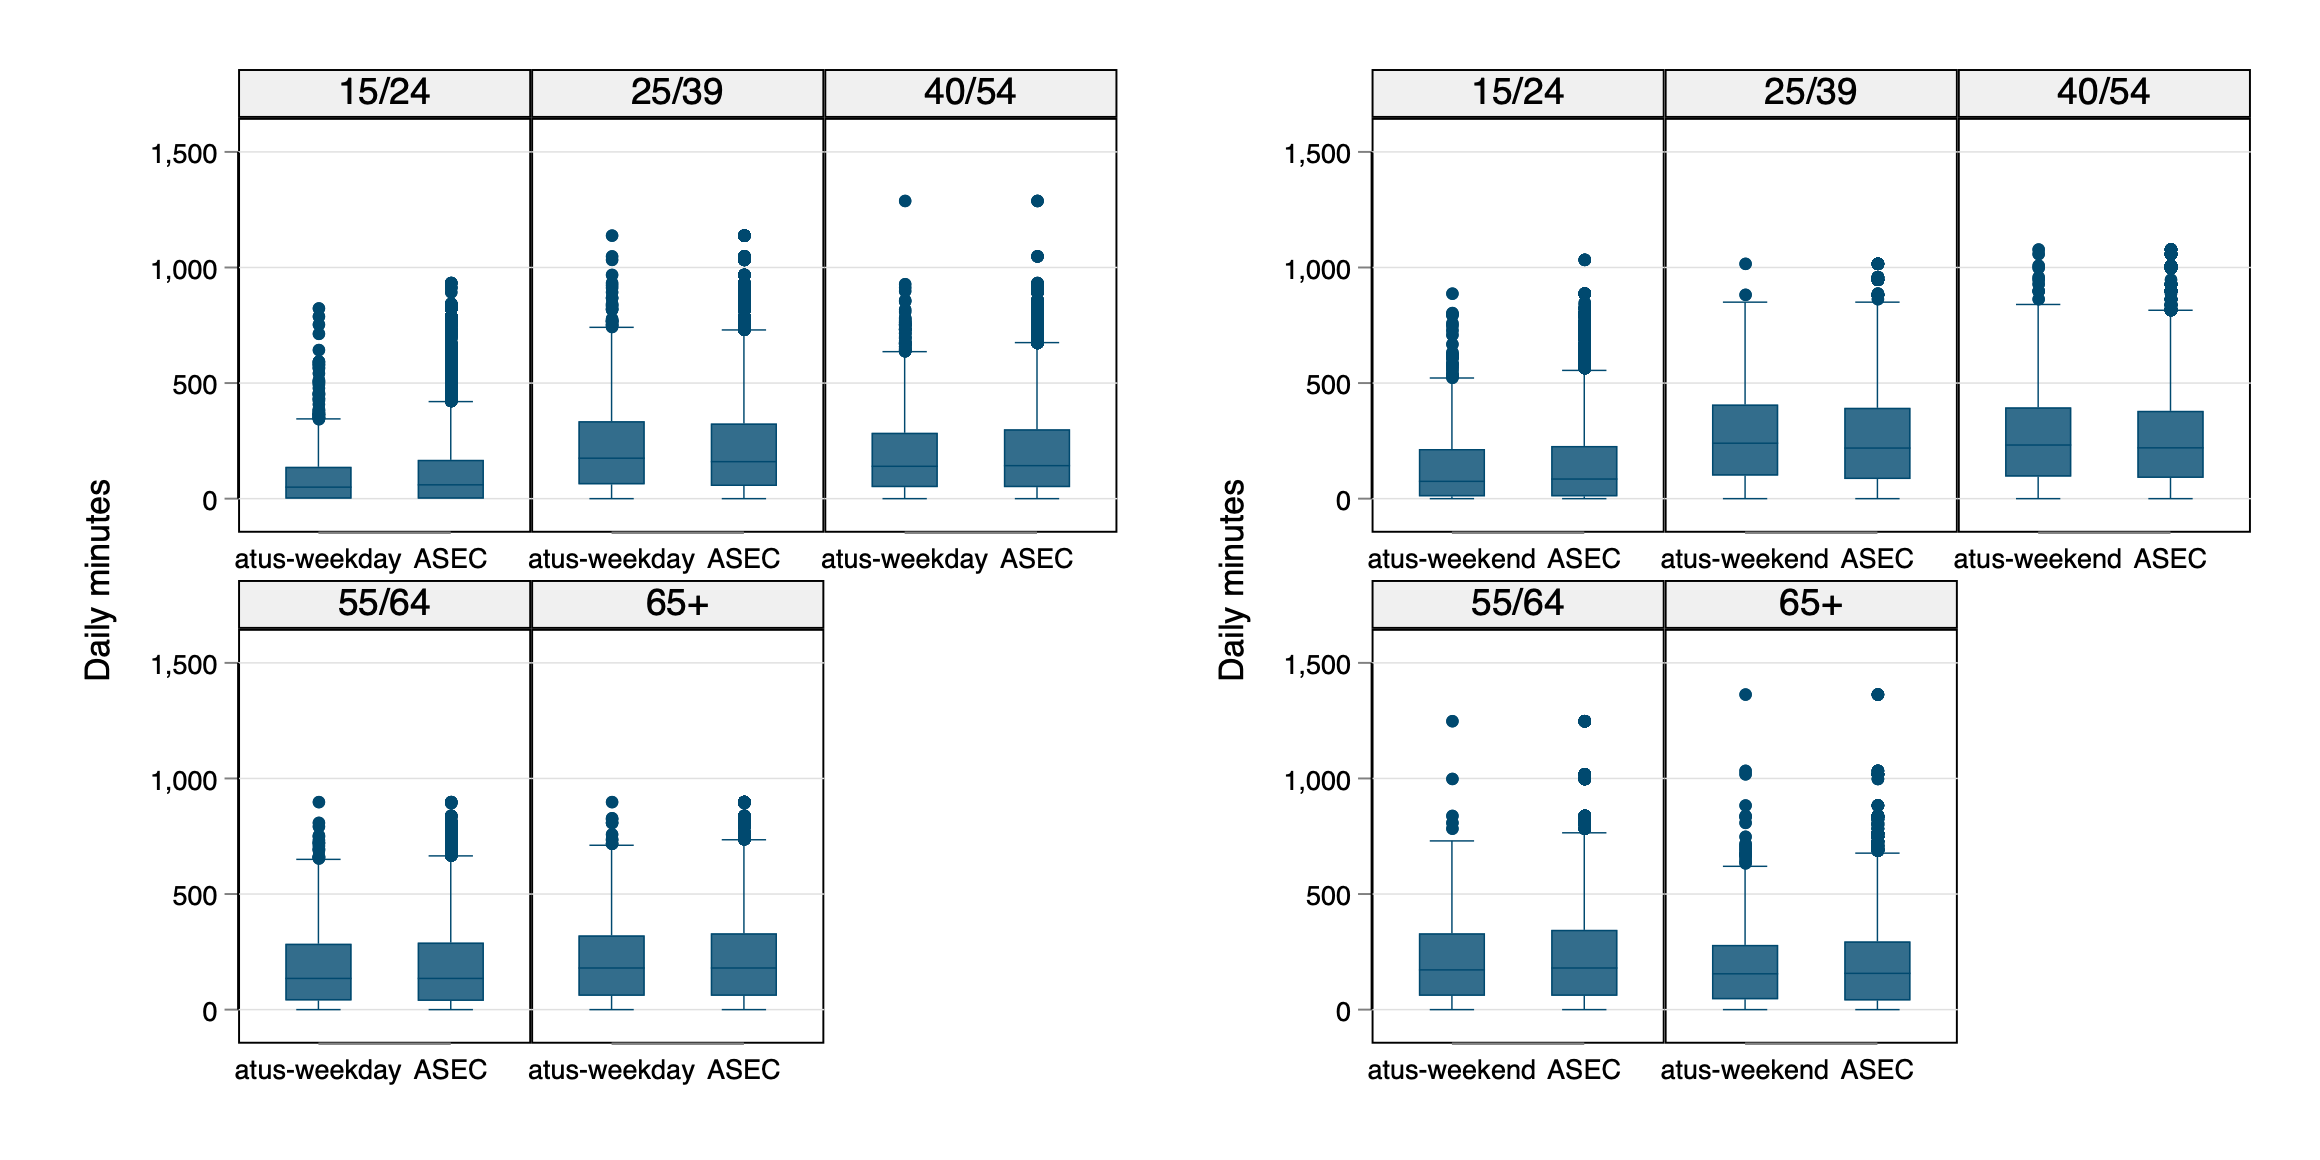 15/24 25/39 40/54
1,500
1,000
500
0
atus-weekday ASEC atus-weekday ASEC atus-weekday ASEC
55/64 65+
1,500
1,000
500
0
atus-weekday ASEC atus-weekday ASEC
Daily minutes
15/24 25/39 40/54
1,500
1,000
500
0
atus-weekend ASEC atus-weekend ASEC atus-weekend ASEC
55/64 65+
1,500
1,000
500
0
atus-weekend ASEC atus-weekend ASEC
Daily minutes